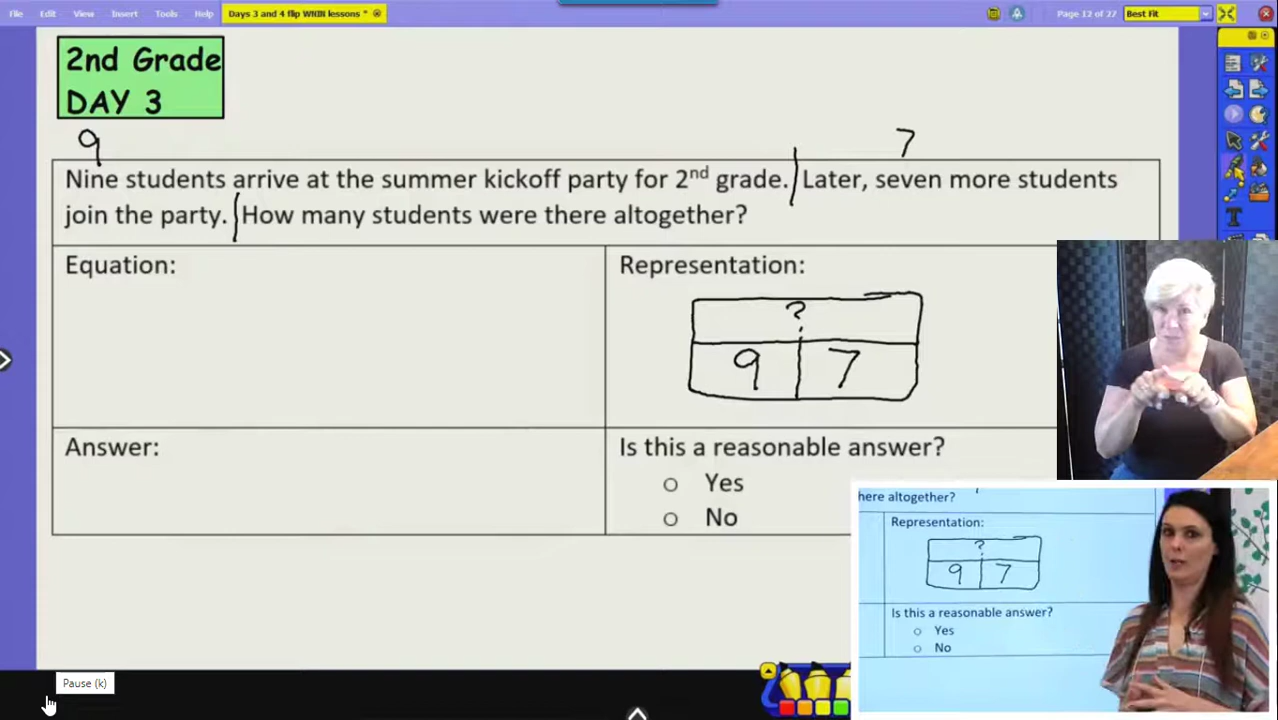 File Edit View Insert Tools Help Days 3 and 4 flip WNIN lessons * Page 12 of 27 Best Fit
2nd Grade
DAY 3
9 7
Nine students arrive at the summer kickoff party for 2nd grade. Later, seven more students
join the party. How many students were there altogether?
Equation: Representation:
?
9 7
Answer: Is this a reasonable answer?
Yes
No
here altogether?
Representation:
?
9 7
Is this a reasonable answer?
Yes
No
Pause (k)
T